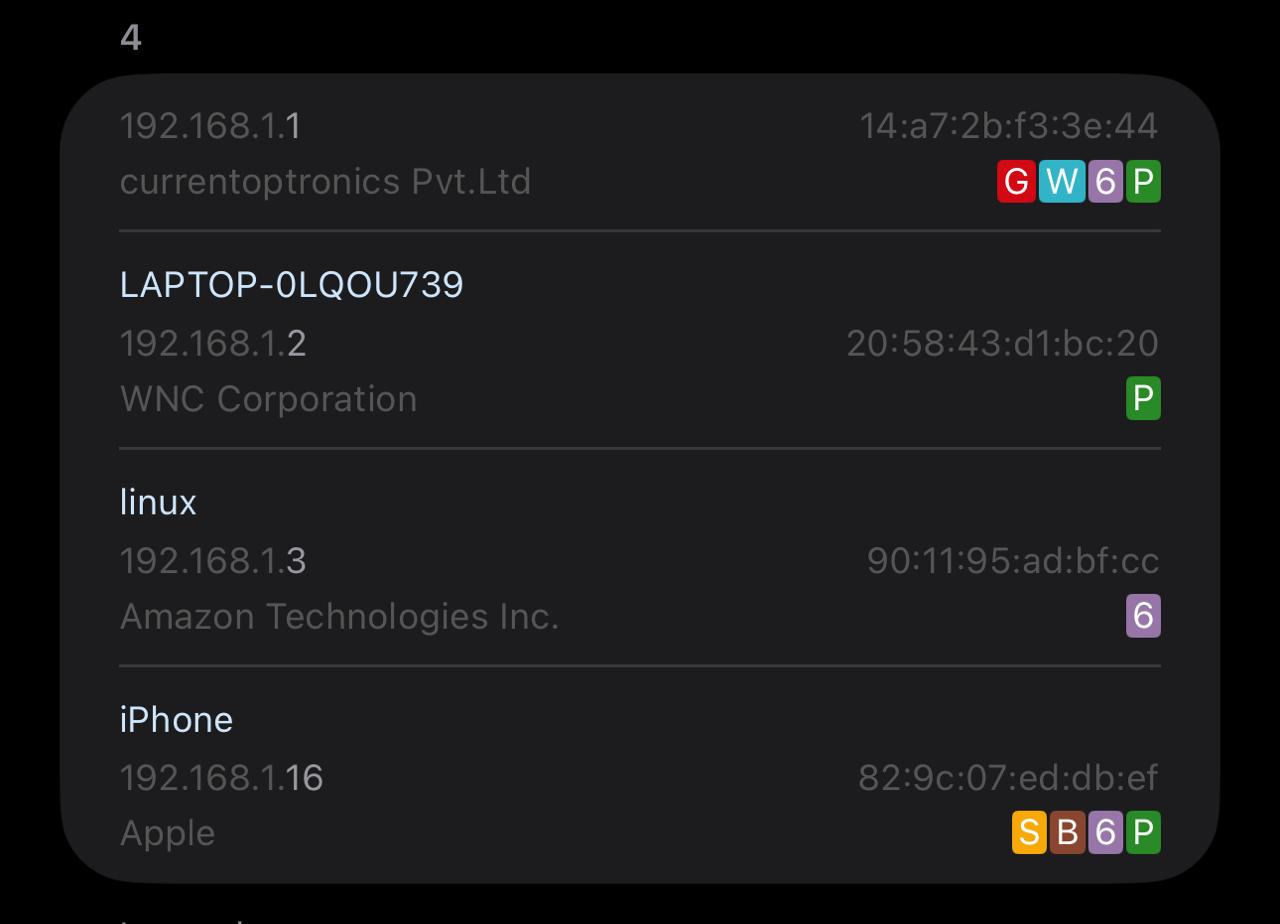 4
192.168.1.1 14:a7:2b:f3:3e:44
currentoptronics Pvt.Ltd G W 6 P
LAPTOP-0LQOU739
192.168.1.2 20:58:43:d1:bc:20
WNC Corporation P
linux
192.168.1.3 90:11:95:ad:bf:cc
Amazon Technologies Inc. 6
iPhone
192.168.1.16 82:9c:07:ed:db:ef
Apple S B 6 P